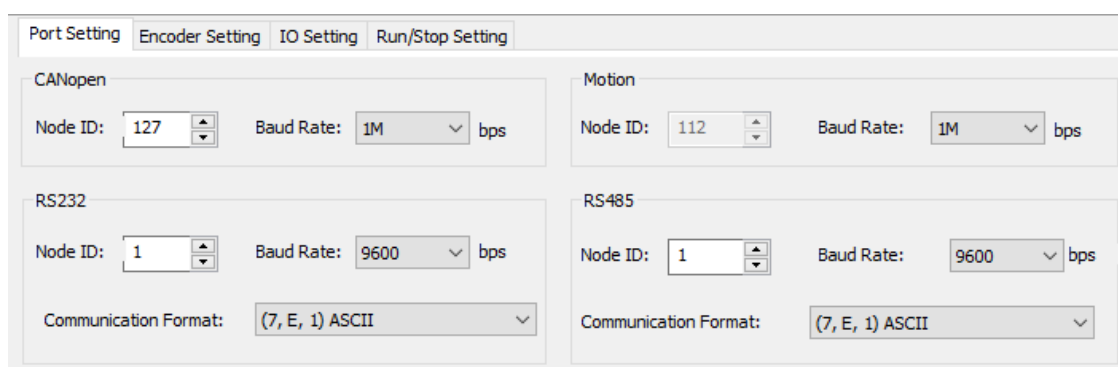 Port Setting Encoder Setting IO Setting Run/Stop Setting
CANopen
Node ID: 127 Baud Rate: 1M bps
Motion
Node ID: 112 Baud Rate: 1M bps
RS232
Node ID: 1 Baud Rate: 9600 bps
Communication Format: (7, E, 1) ASCII
RS485
Node ID: 1 Baud Rate: 9600 bps
Communication Format: (7, E, 1) ASCII